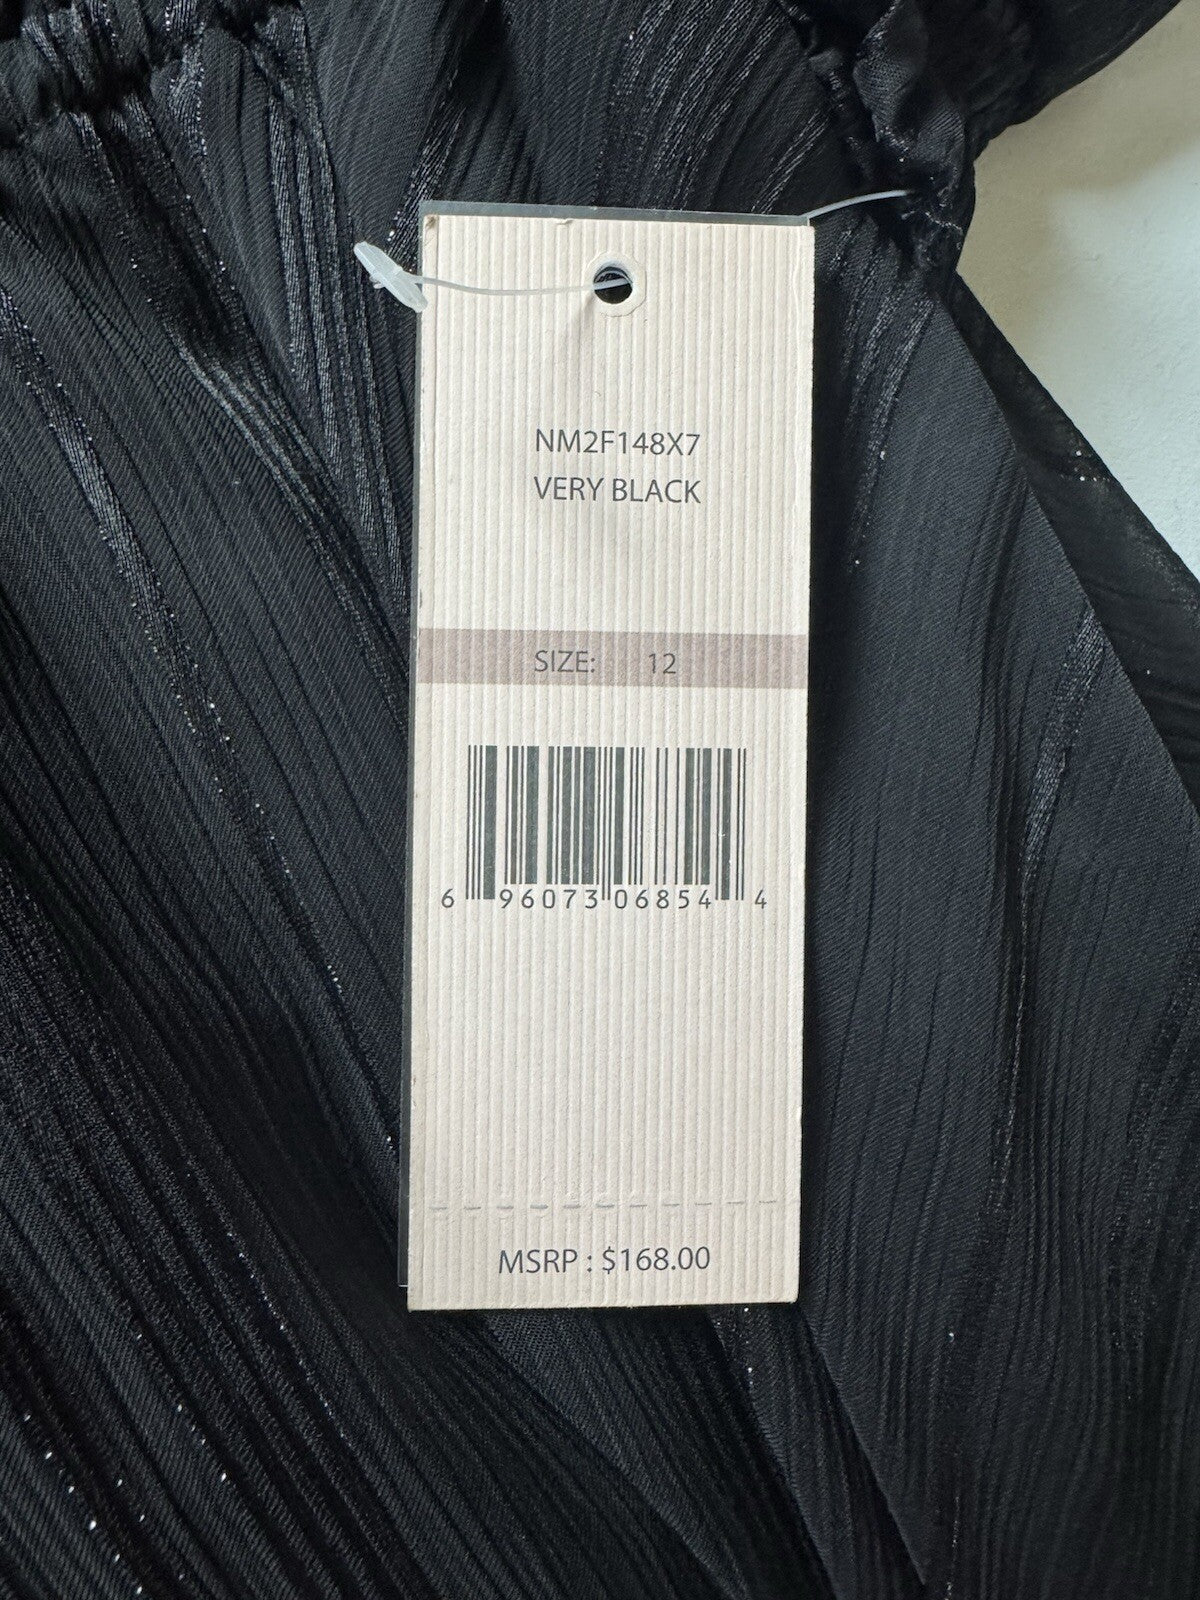 NM2F148X7
VERY BLACK
SIZE: 12
6 96073 06854 4
MSRP : $168.00